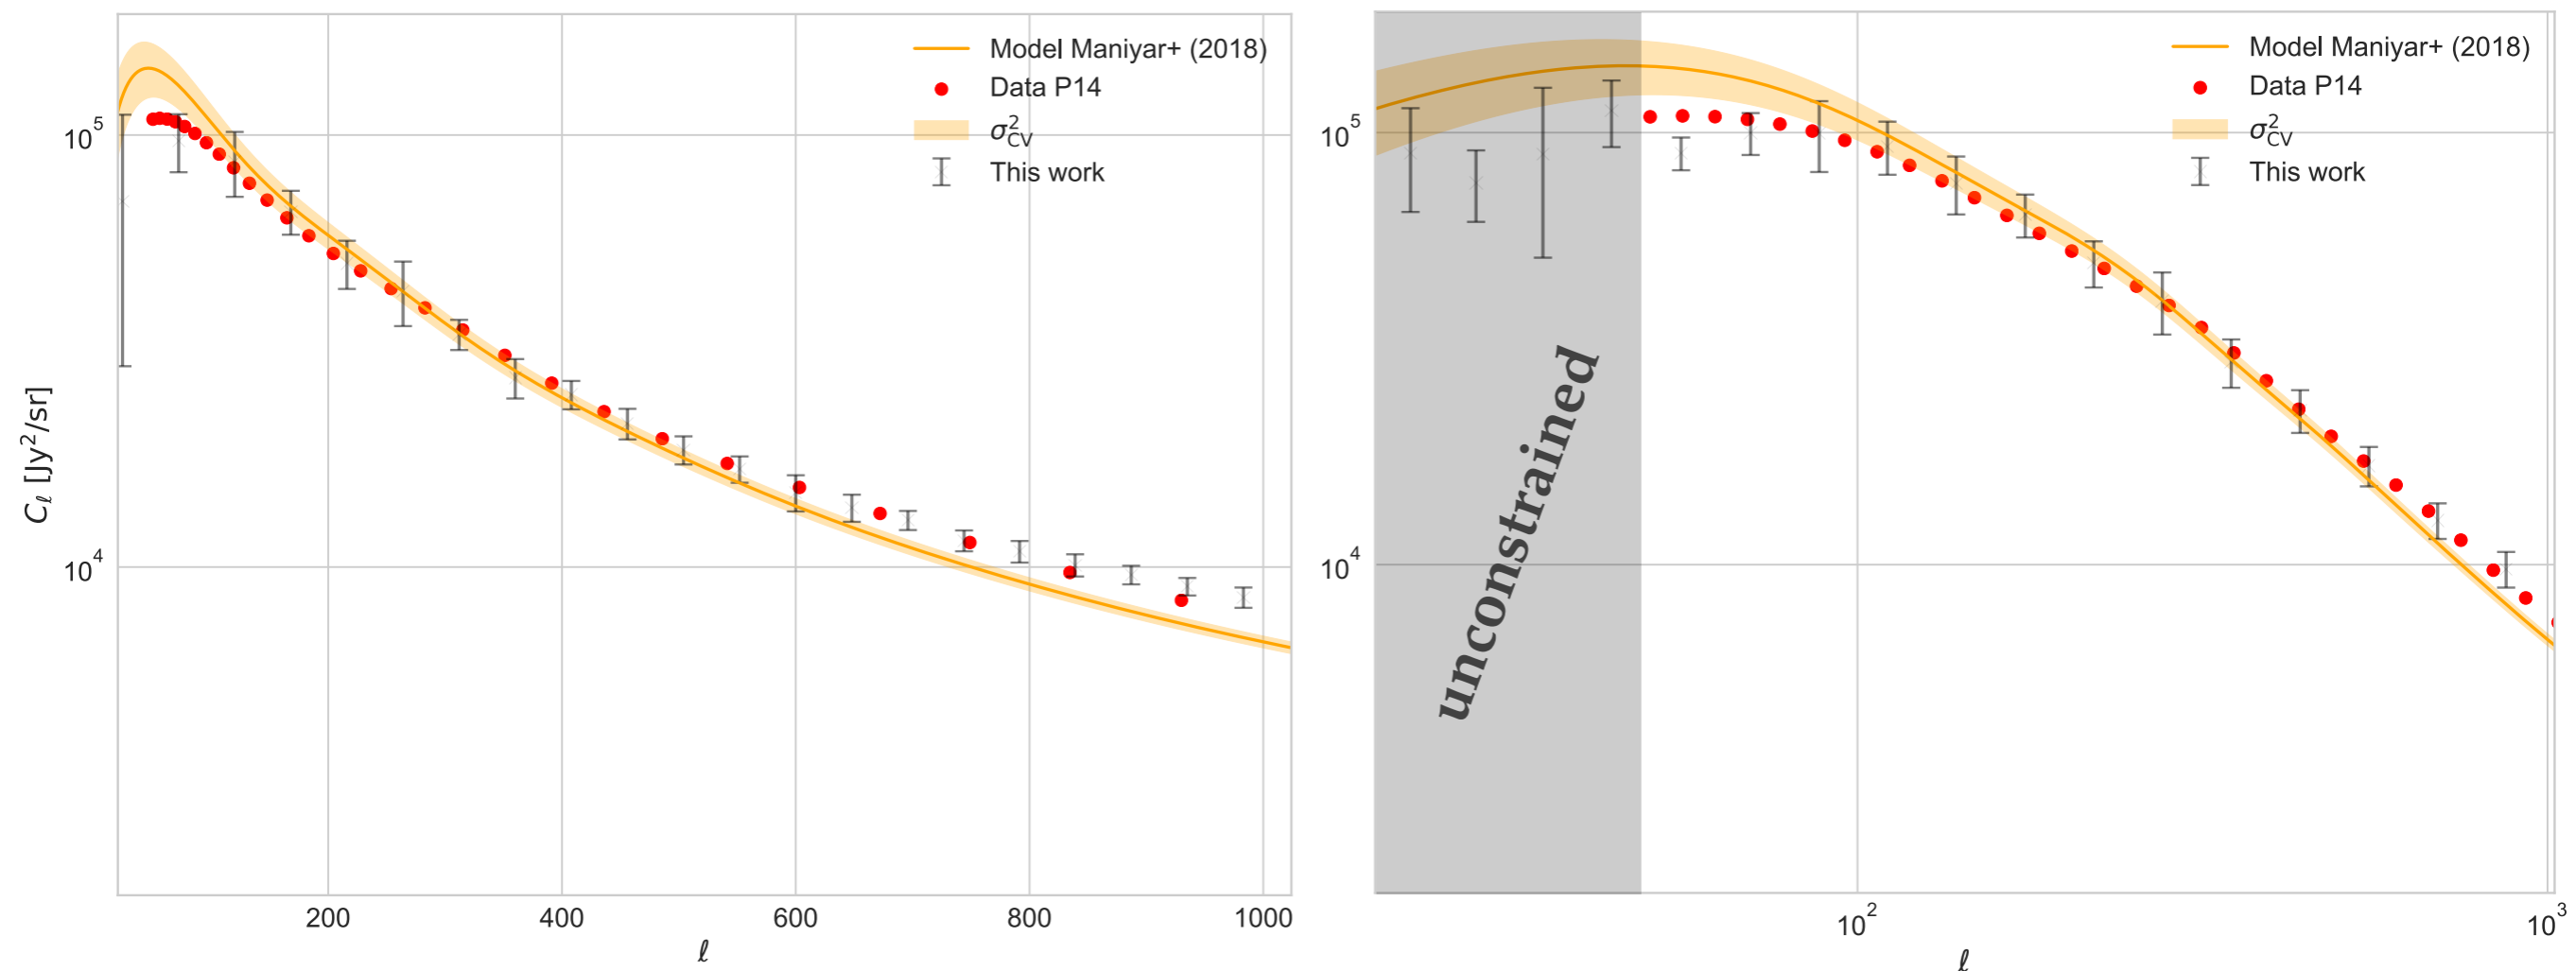 Model Maniyar+ (2018)
Data P14
σ²CV
This work
10⁵
10⁴
Cℓ [Jy²/sr]
200 400 600 800 1000
ℓ
Model Maniyar+ (2018)
Data P14
σ²CV
This work
10⁵
10⁴
unconstrained
10² 10³
ℓ